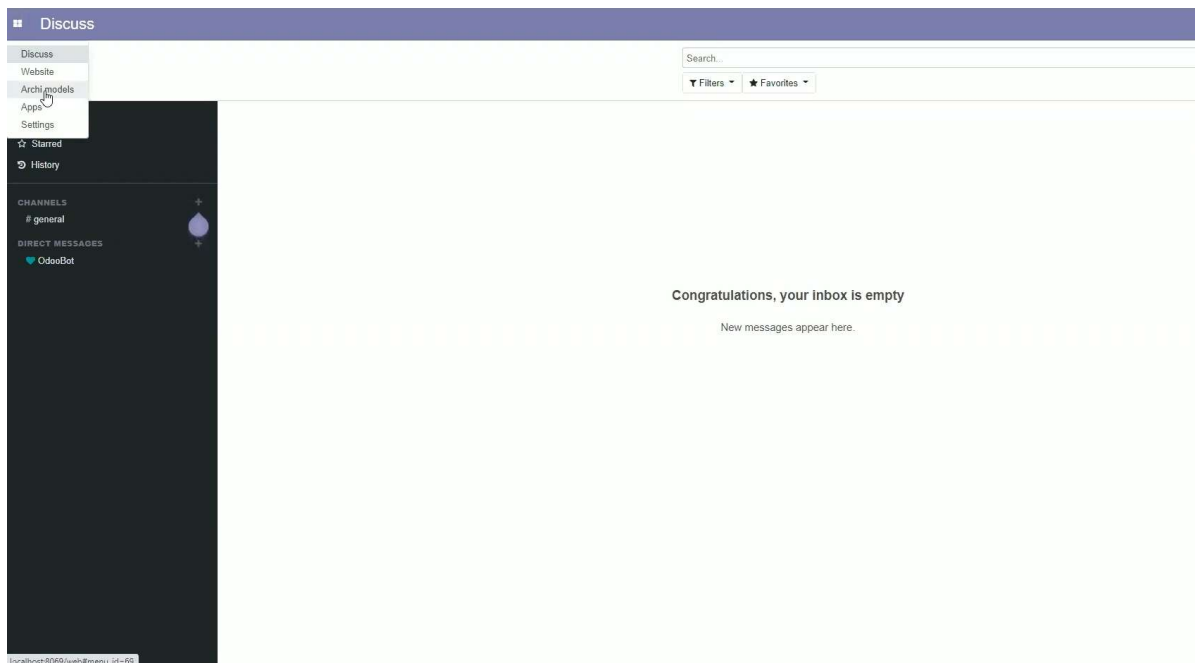 Discuss
Discuss
Website
Archi models
Apps
Settings
Search...
Filters
Favorites
Starred
History
CHANNELS
# general
DIRECT MESSAGES
OdooBot
Congratulations, your inbox is empty
New messages appear here.
localhost:8069/web#menu_id=69